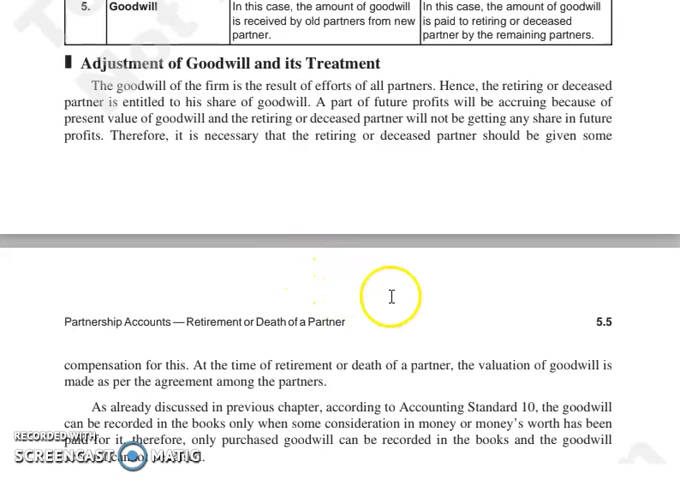 5. Goodwill In this case, the amount of goodwill In this case, the amount of goodwill
is received by old partners from new is paid to retiring or deceased
partner. partner by the remaining partners.
Adjustment of Goodwill and its Treatment
The goodwill of the firm is the result of efforts of all partners. Hence, the retiring or deceased
partner is entitled to his share of goodwill. A part of future profits will be accruing because of
present value of goodwill and the retiring or deceased partner will not be getting any share in future
profits. Therefore, it is necessary that the retiring or deceased partner should be given some
Partnership Accounts — Retirement or Death of a Partner 5.5
compensation for this. At the time of retirement or death of a partner, the valuation of goodwill is
made as per the agreement among the partners.
As already discussed in previous chapter, according to Accounting Standard 10, the goodwill
can be recorded in the books only when some consideration in money or money's worth has been
paid for it, therefore, only purchased goodwill can be recorded in the books and the goodwill
RECORDED WITH
SCREENCAST MATIC